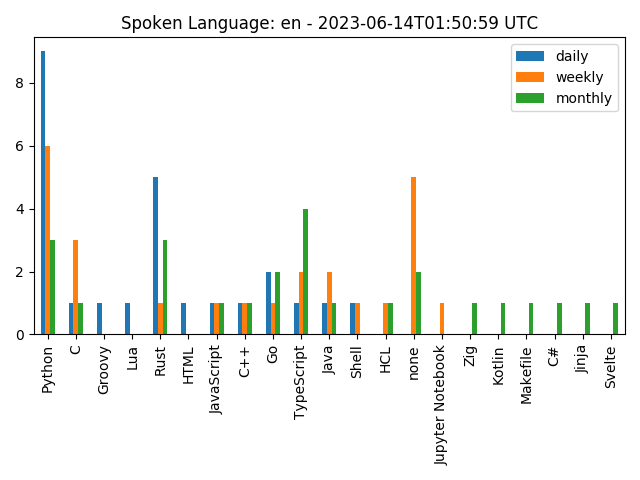 Spoken Language: en - 2023-06-14T01:50:59 UTC
daily
weekly
monthly
8
6
4
2
0
Python
C
Groovy
Lua
Rust
HTML
JavaScript
C++
Go
TypeScript
Java
Shell
HCL
none
Jupyter Notebook
Zig
Kotlin
Makefile
C#
Jinja
Svelte